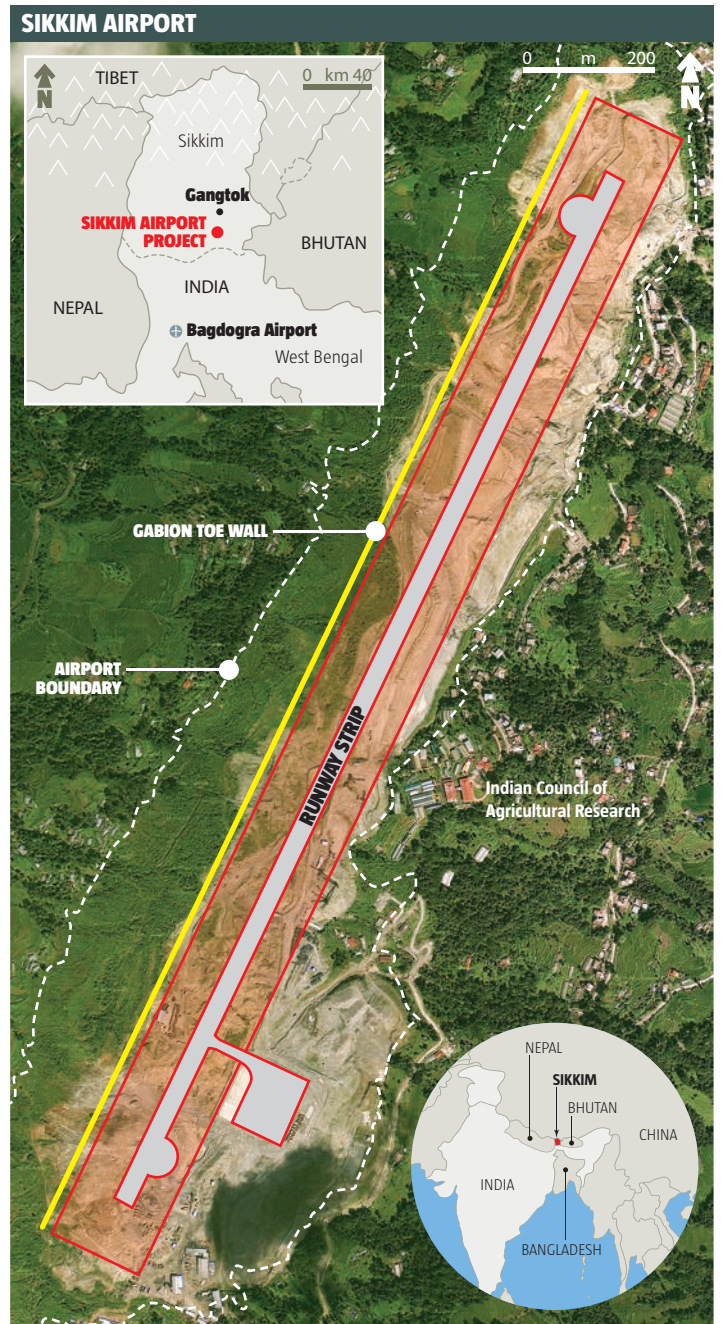 SIKKIM AIRPORT
TIBET
0 km 40
N
Sikkim
Gangtok
SIKKIM AIRPORT
PROJECT
BHUTAN
NEPAL
INDIA
Bagdogra Airport
West Bengal
0 m 200
N
GABION TOE WALL
AIRPORT
BOUNDARY
RUNWAY STRIP
Indian Council of
Agricultural Research
NEPAL
SIKKIM
BHUTAN
CHINA
INDIA
BANGLADESH